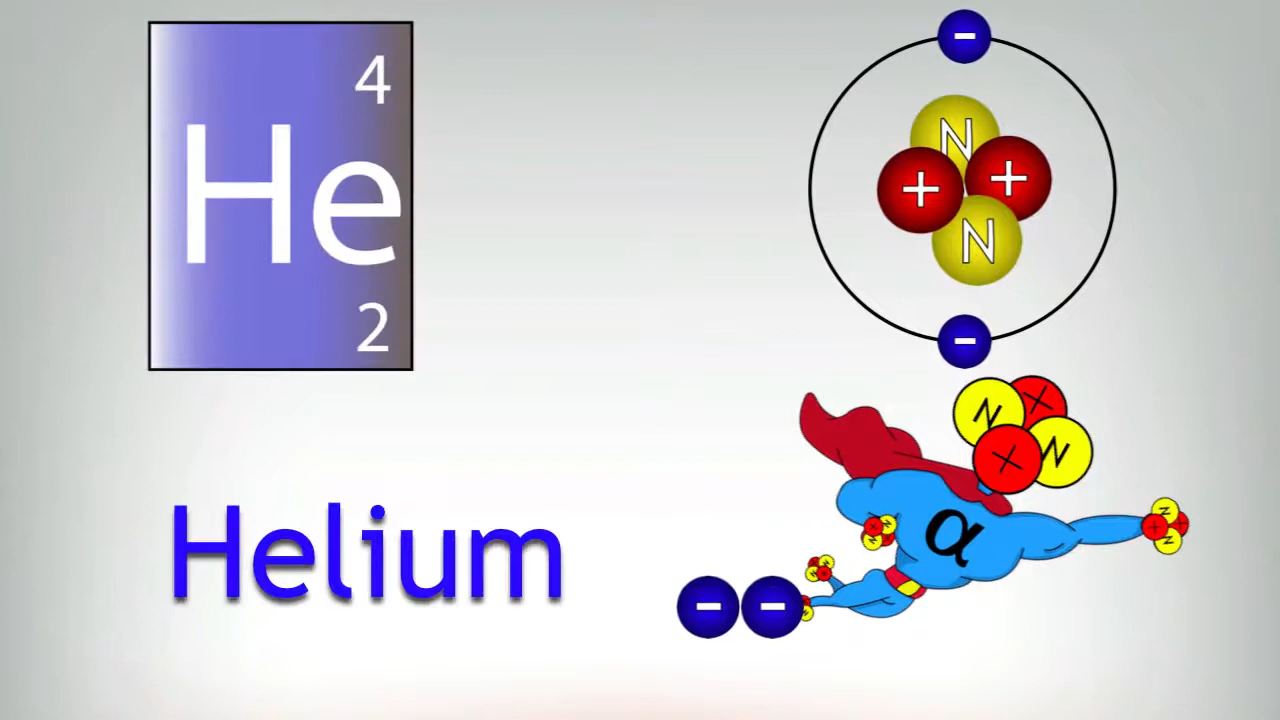 4
He
2
Helium
-
N
+ +
N
-
N +
+ N
α
N
+ +
N
- -